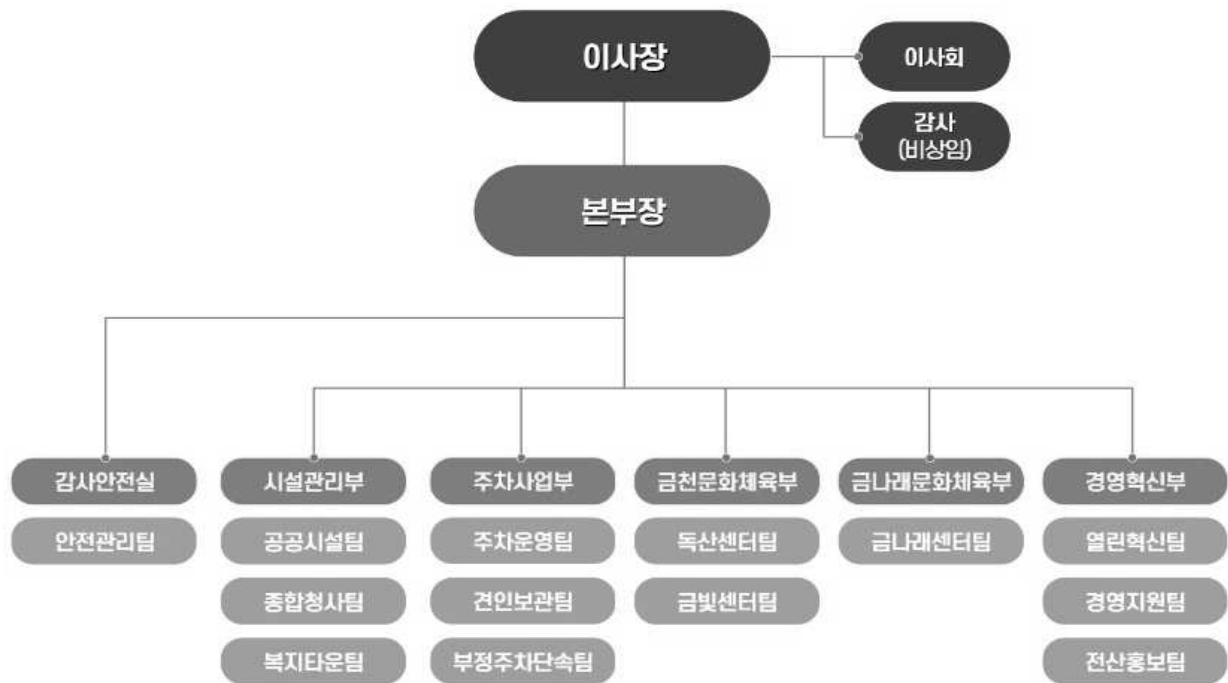 이사장
이사회
감사
(비상임)
본부장
감사안전실
시설관리부
주차사업부
금천문화체육부
금나래문화체육부
경영혁신부
안전관리팀
공공시설팀
주차운영팀
독산센터팀
금나래센터팀
열린혁신팀
종합청사팀
견인보관팀
금빛센터팀
경영지원팀
복지타운팀
부정주차단속팀
전산홍보팀